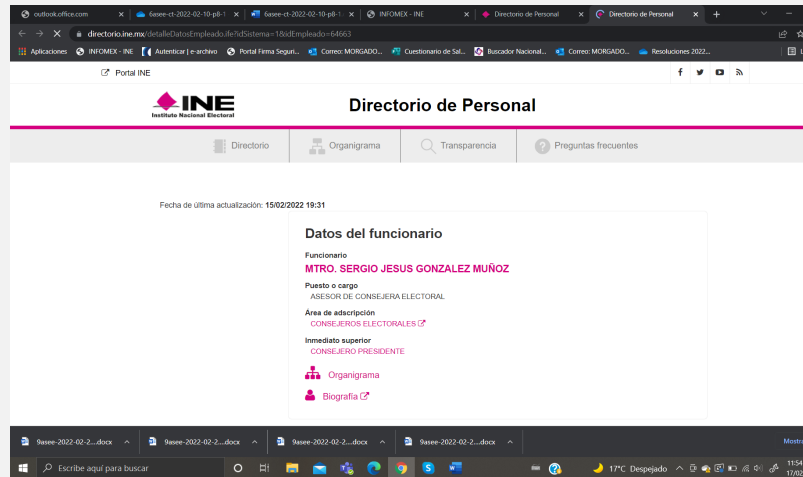 outlook.office.com
6asee-ct-2022-02-10-p8-1
6asee-ct-2022-02-10-p8-1
INFOMEX - INE
Directorio de Personal
Directorio de Personal
directorio.ine.mx/detalleDatosEmpleado.ife?idSistema=1&idEmpleado=64663
Aplicaciones
INFOMEX - INE
Autenticar | e-archivo
Portal Firma Seguri...
Correo: MORGADO...
Cuestionario de Sal...
Buscador Nacional...
Correo: MORGADO...
Resoluciones 2022...
Portal INE
INE
Instituto Nacional Electoral
Directorio de Personal
Directorio
Organigrama
Transparencia
Preguntas frecuentes
Fecha de última actualización: 15/02/2022 19:31
Datos del funcionario
Funcionario
MTRO. SERGIO JESUS GONZALEZ MUÑOZ
Puesto o cargo
ASESOR DE CONSEJERA ELECTORAL
Área de adscripción
CONSEJEROS ELECTORALES
Inmediato superior
CONSEJERO PRESIDENTE
Organigrama
Biografía
9asee-2022-02-2....docx
9asee-2022-02-2....docx
9asee-2022-02-2....docx
9asee-2022-02-2....docx
Mostr
Escribe aquí para buscar
17°C Despejado
11:54
17/02